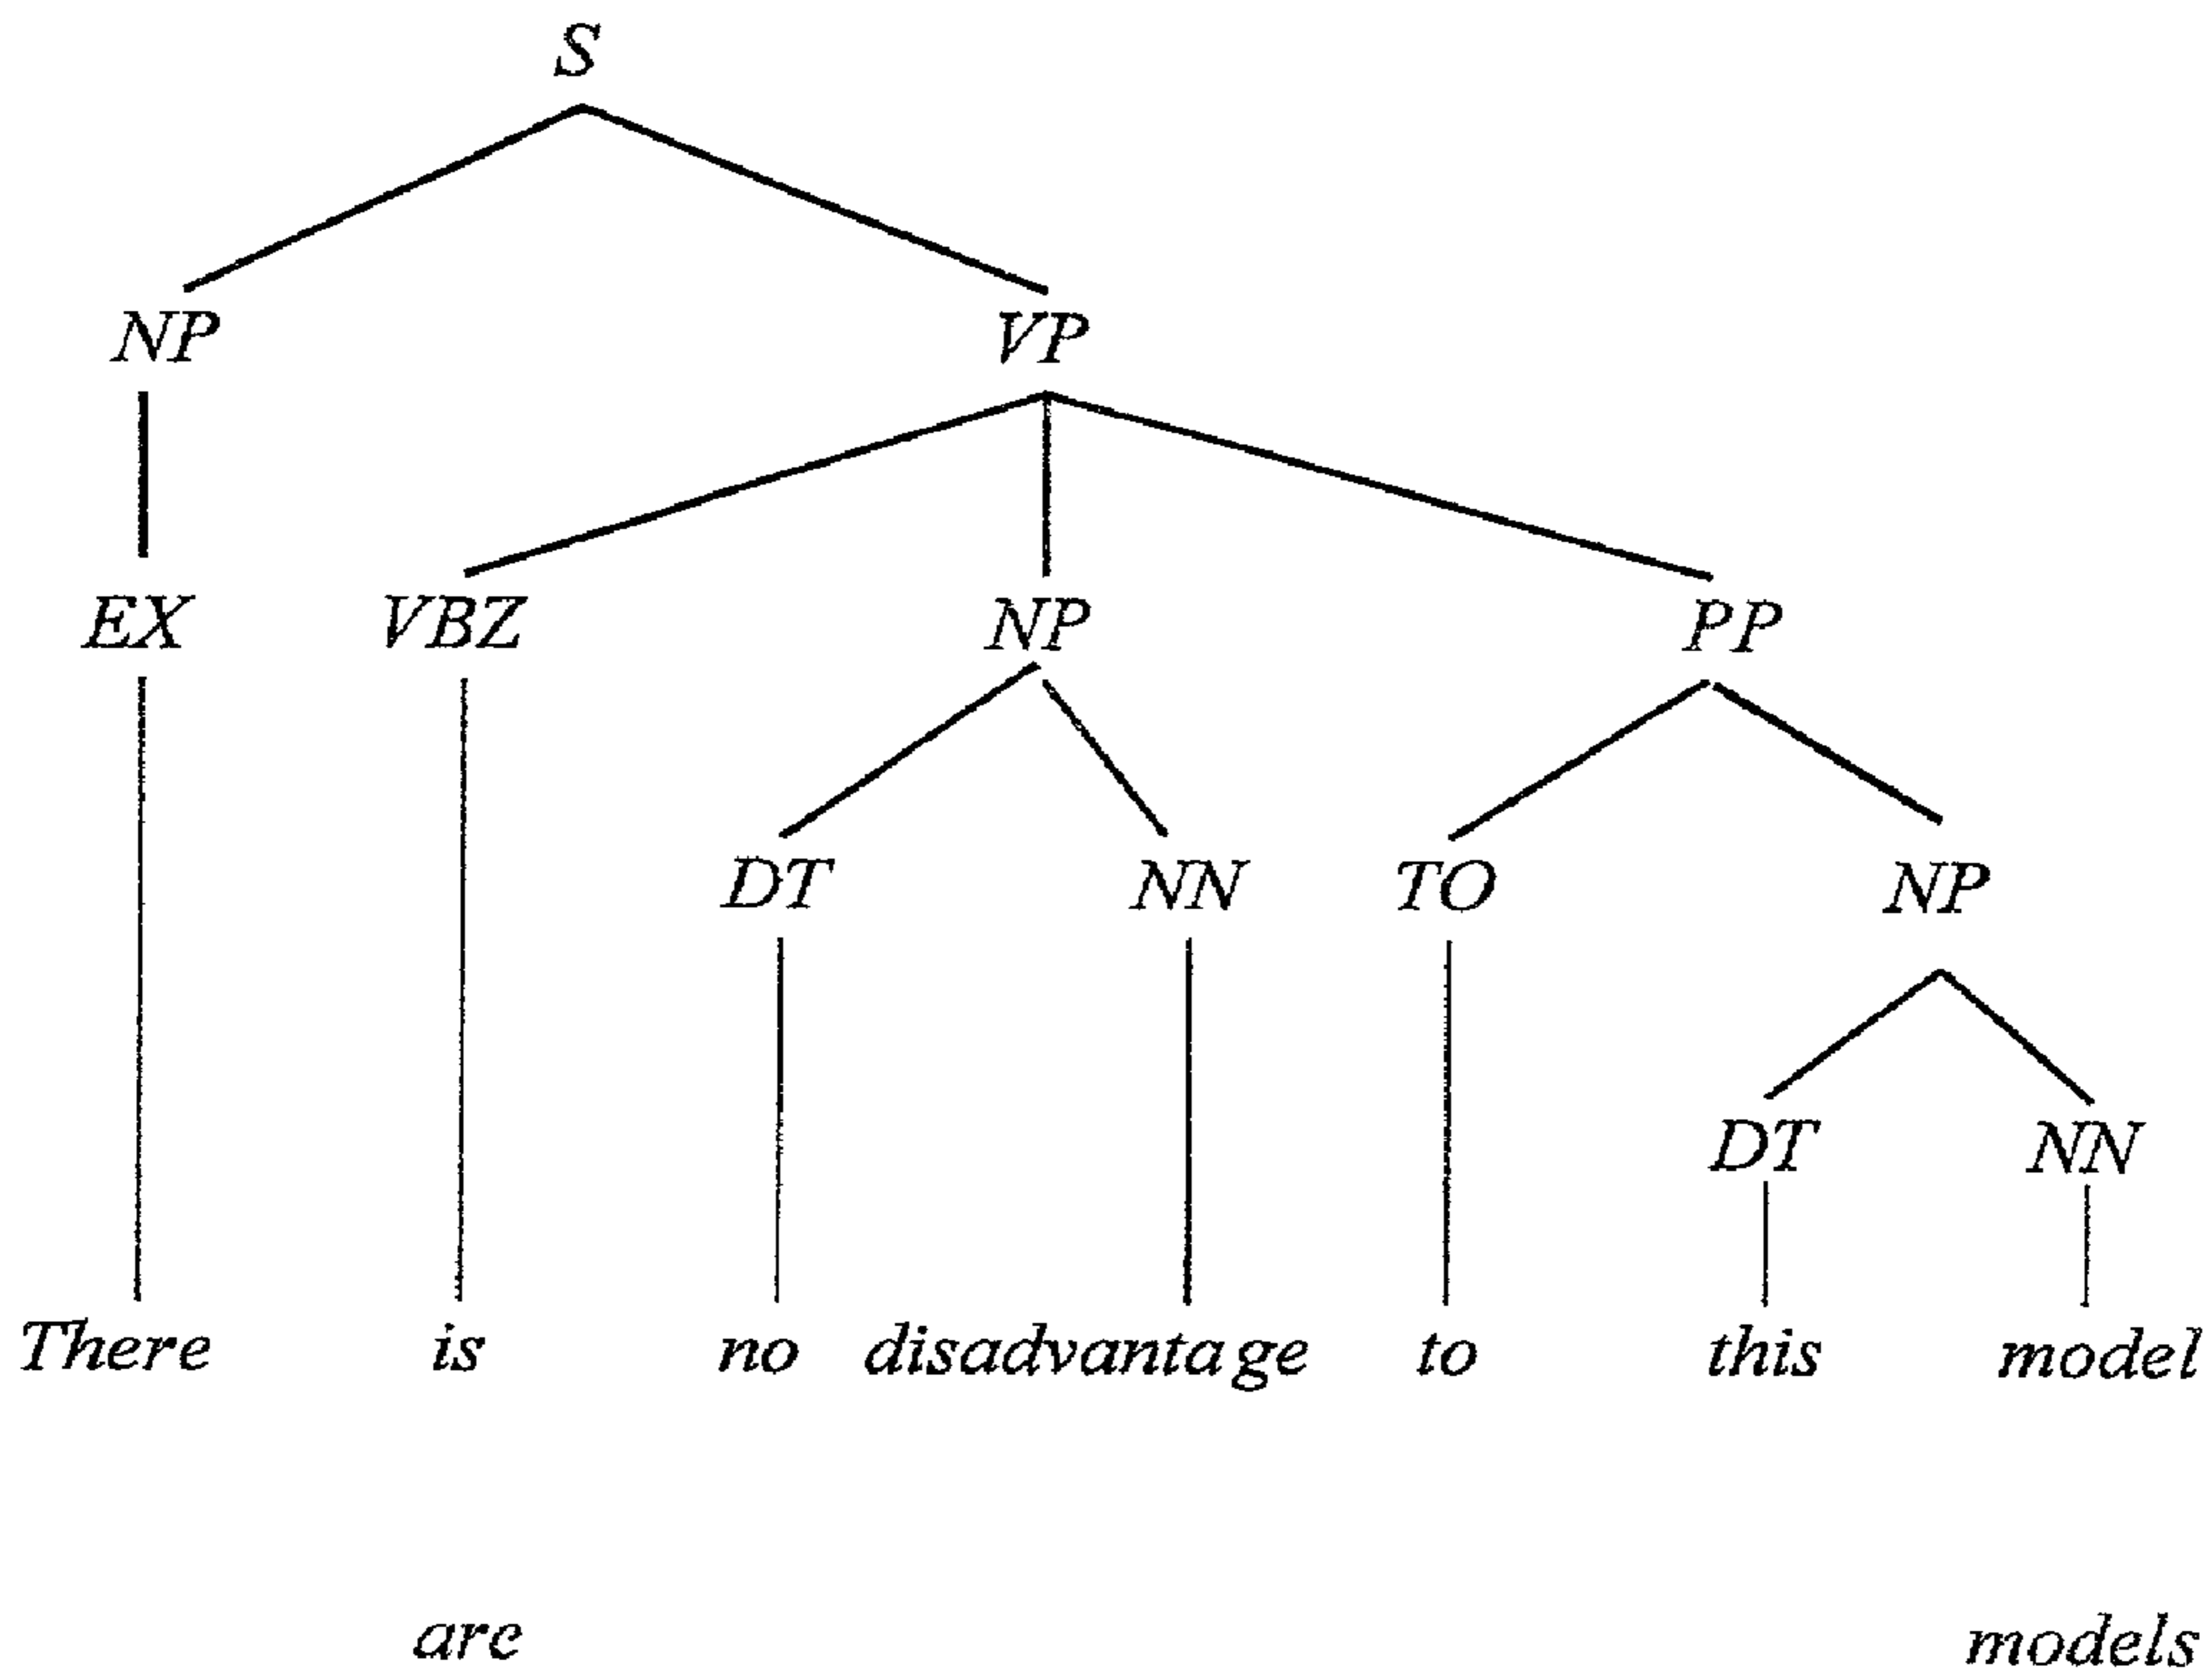 S
NP VP
EX VBZ NP PP
DT NN TO NP
DT NN
There is no disadvantage to this model
are models